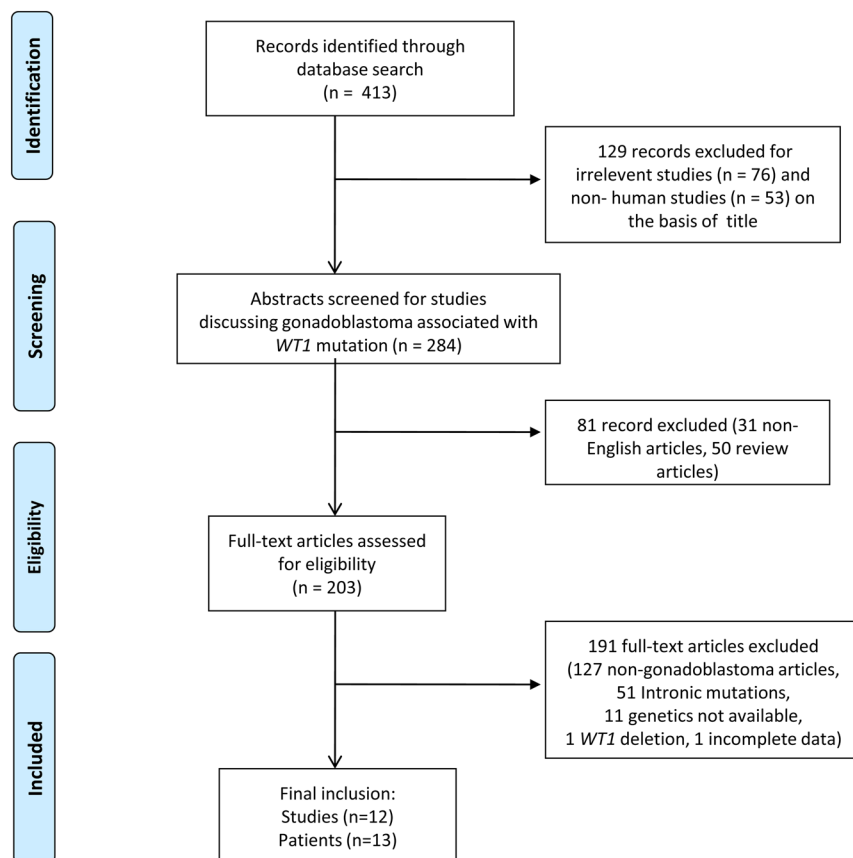 Identification
Records identified through
database search
(n = 413)
129 records excluded for
irrelevent studies (n = 76) and
non- human studies (n = 53) on
the basis of title
Screening
Abstracts screened for studies
discussing gonadoblastoma associated with
WT1 mutation (n = 284)
81 record excluded (31 non-
English articles, 50 review
articles)
Eligibility
Full-text articles assessed
for eligibility
(n = 203)
191 full-text articles excluded
(127 non-gonadoblastoma articles,
51 Intronic mutations,
11 genetics not available,
1 WT1 deletion, 1 incomplete data)
Included
Final inclusion:
Studies (n=12)
Patients (n=13)